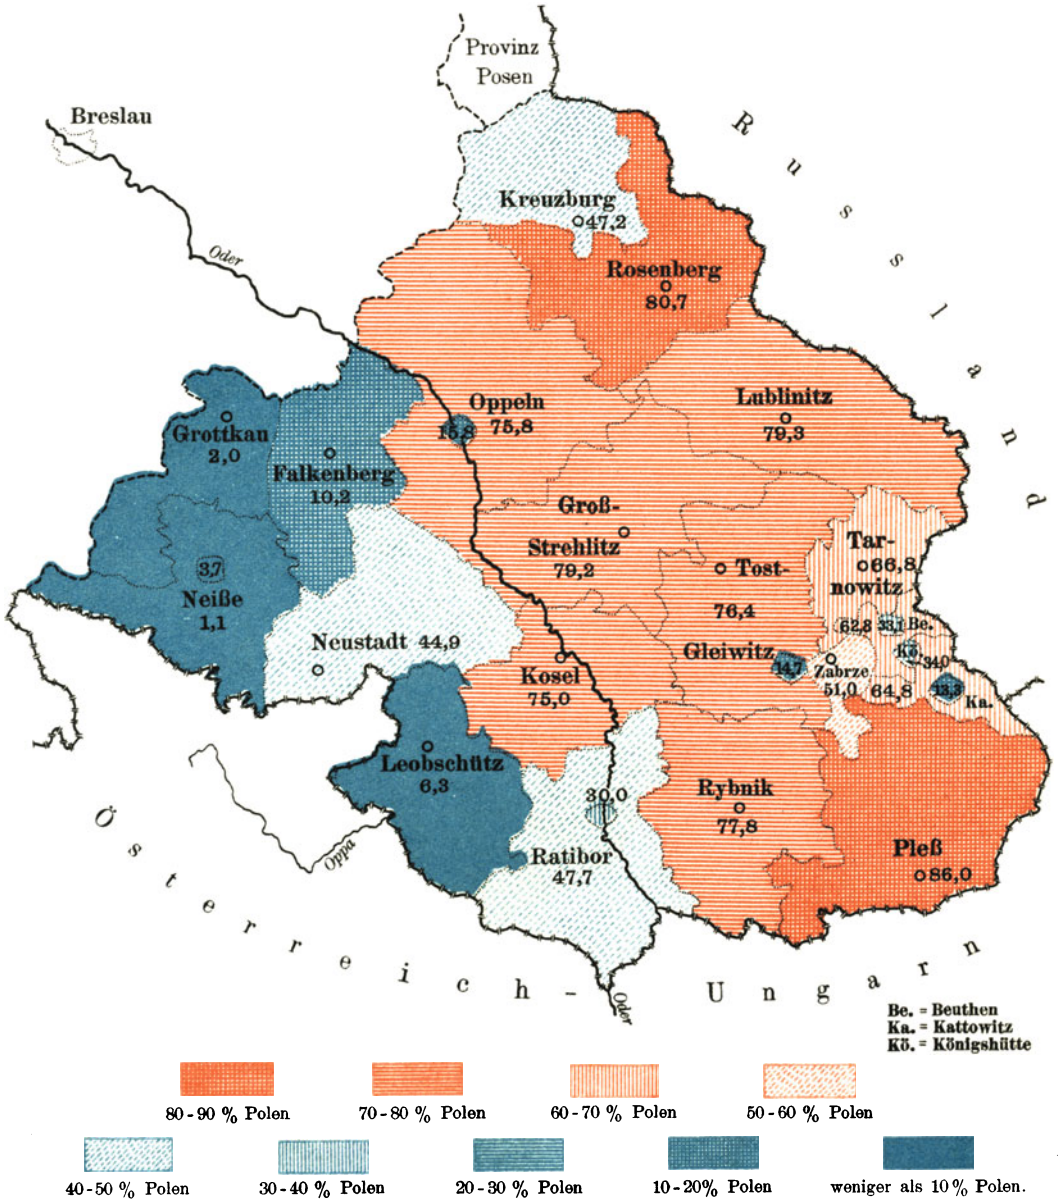 Provinz
Posen
Breslau
Russland
Oder
Kreuzburg
47,2
Rosenberg
80,7
Oppeln
75,8
15,8
Lublinitz
79,3
Grottkau
2,0
Falkenberg
10,2
Groß-
Strehlitz
79,2
Tar-
66,8
nowitz
Tost-
76,4
Gleiwitz
14,7
3,7
Neiße
1,1
Neustadt 44,9
62,8
33,1
Be.
Kö.
34,0
Zabrze
51,0
64,8
13,3
Ka.
Kosel
75,0
Leobschütz
6,3
Rybnik
77,8
30,0
Ratibor
47,7
Pleß
86,0
Oppa
Österreich-Ungarn
Oder
Be. = Beuthen
Ka. = Kattowitz
Kö. = Königshütte
80-90 % Polen
70-80 % Polen
60-70 % Polen
50-60 % Polen
40-50 % Polen
30-40 % Polen
20-30 % Polen
10-20% Polen
weniger als 10 % Polen.